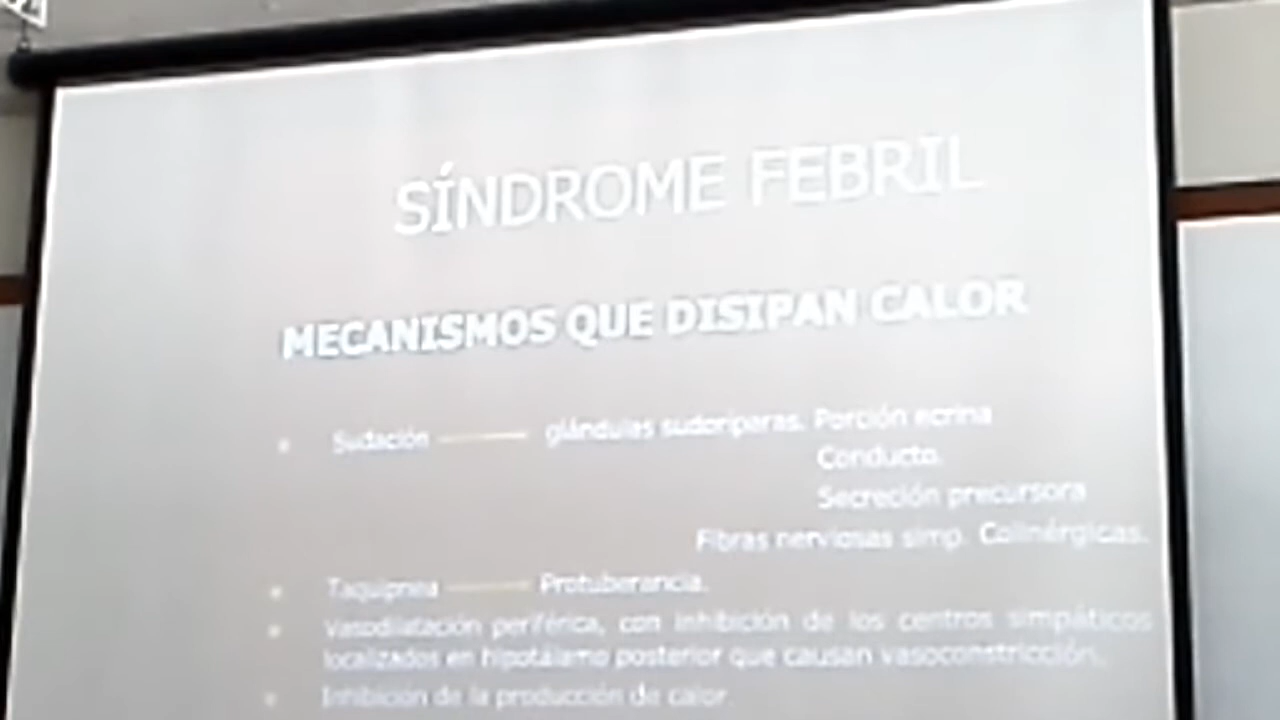 SÍNDROME FEBRIL
MECANISMOS QUE DISIPAN CALOR
Sudación glándulas sudoriparas. Porción ecrina
Conducto.
Secreción precursora
Fibras nerviosas simp. Colinérgicas.
Taquipnea Protuberancia.
Vasodilatación periférica, con inhibición de los centros simpáticos
localizados en hipotálamo posterior que causan vasoconstricción.
Inhibición de la producción de calor.